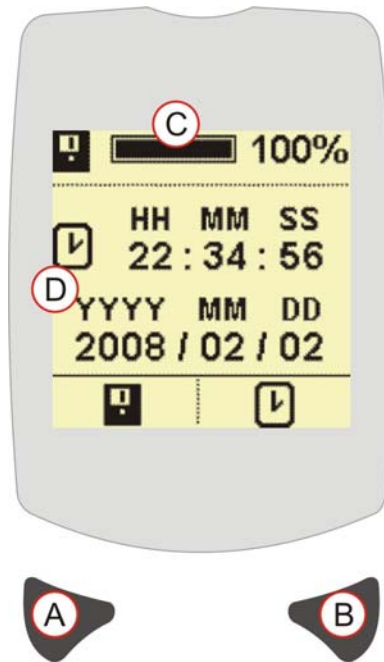 C
100%
HH MM SS
22 : 34 : 56
D
YYYY MM DD
2008 / 02 / 02
A
B